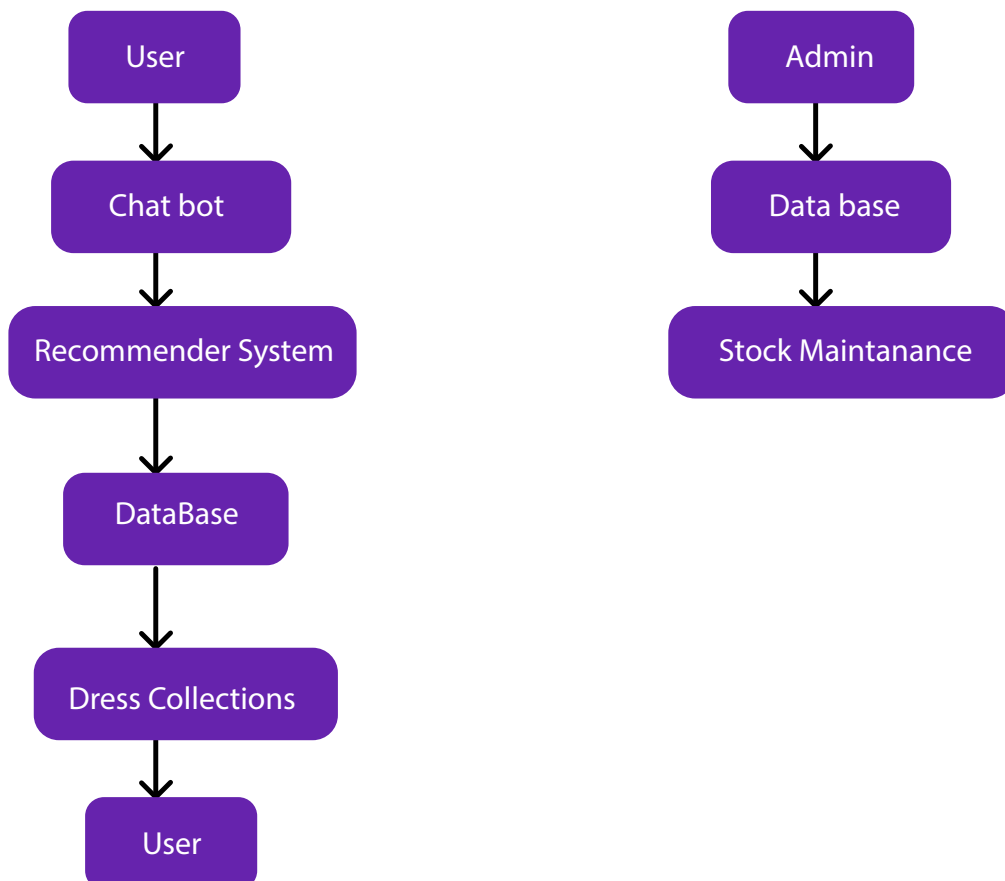 User
Chat bot
Recommender System
DataBase
Dress Collections
User
Admin
Data base
Stock Maintanance